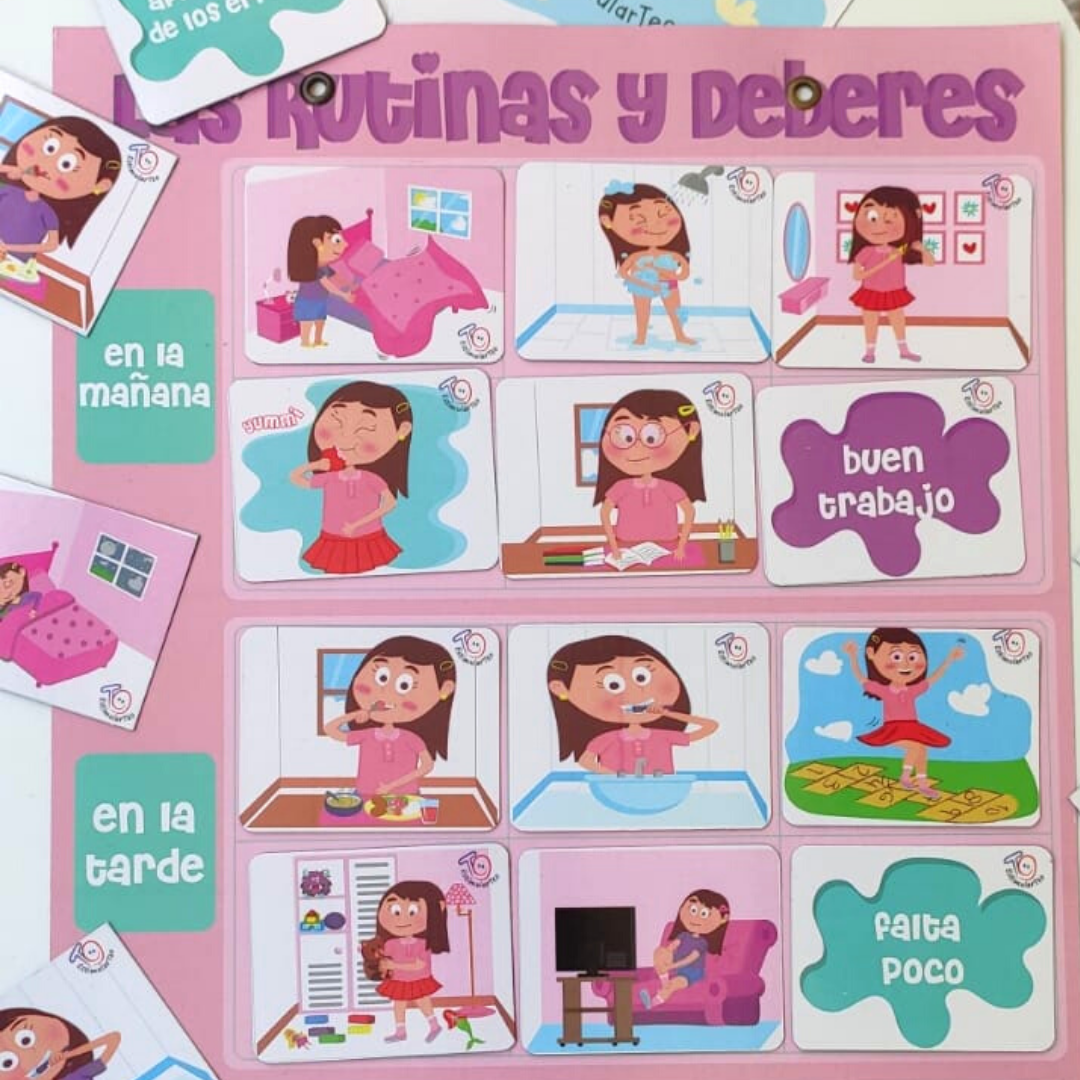 de los
Las Rutinas y Deberes
en la
mañana
yummi
buen
trabajo
en la
tarde
falta
poco